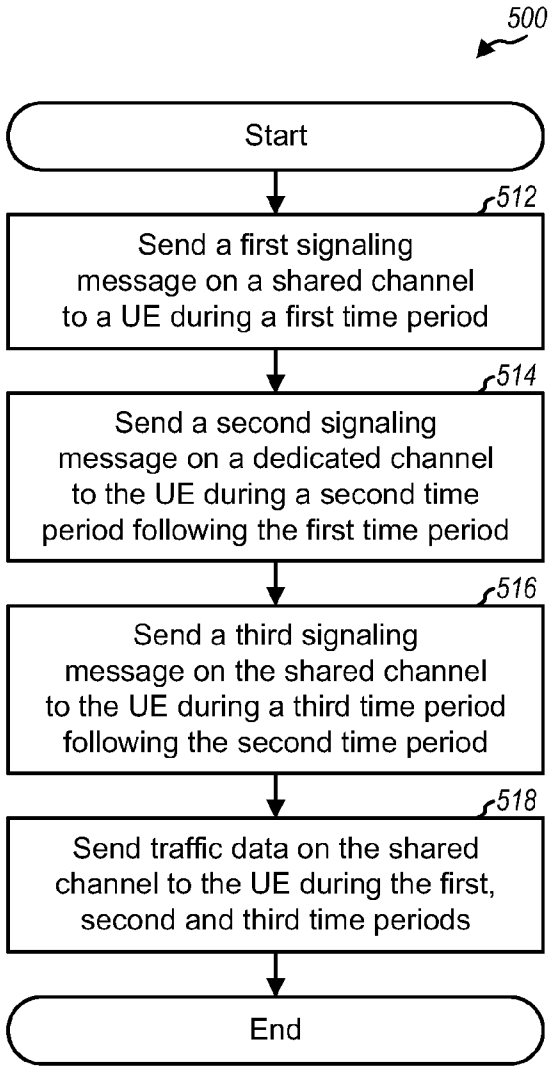 500
Start
512
Send a first signaling
message on a shared channel
to a UE during a first time period
514
Send a second signaling
message on a dedicated channel
to the UE during a second time
period following the first time period
516
Send a third signaling
message on the shared channel
to the UE during a third time period
following the second time period
518
Send traffic data on the shared
channel to the UE during the first,
second and third time periods
End